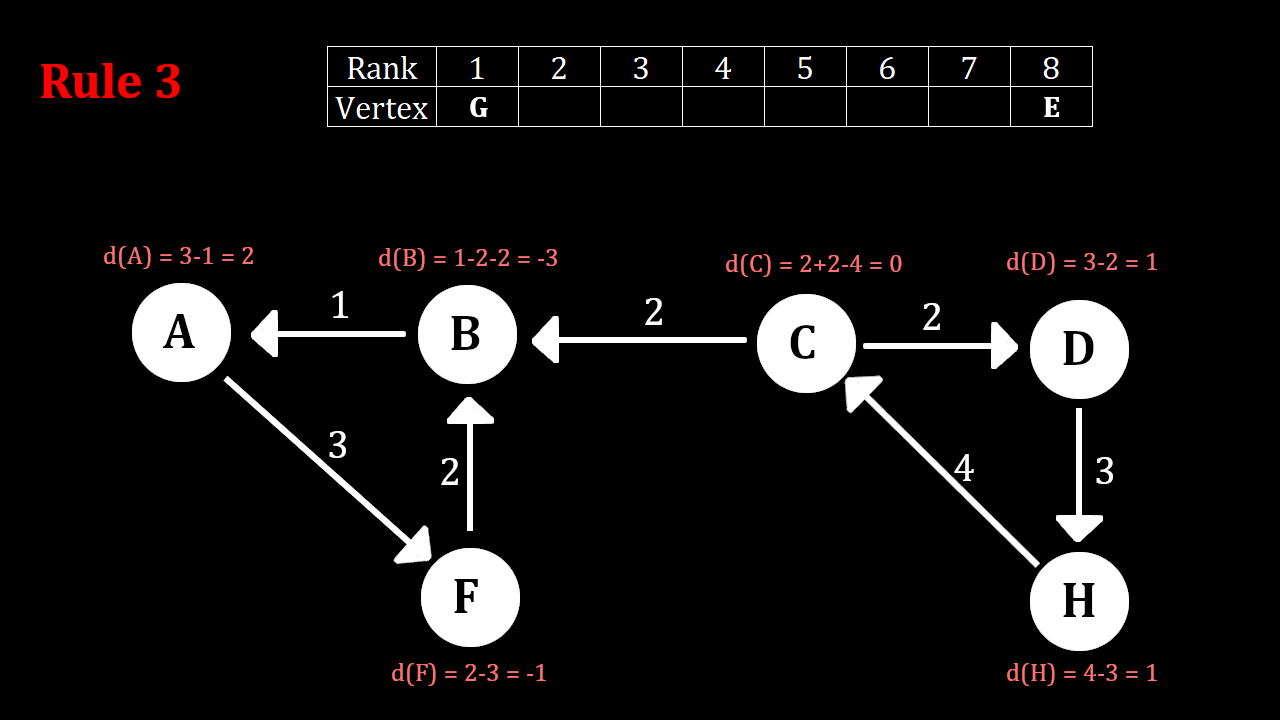 Rule 3
Rank 1 2 3 4 5 6 7 8
Vertex G E
d(A) = 3-1 = 2
d(B) = 1-2-2 = -3
d(C) = 2+2-4 = 0
d(D) = 3-2 = 1
A
1
B
2
C
2
D
3
2
4
3
F
H
d(F) = 2-3 = -1
d(H) = 4-3 = 1